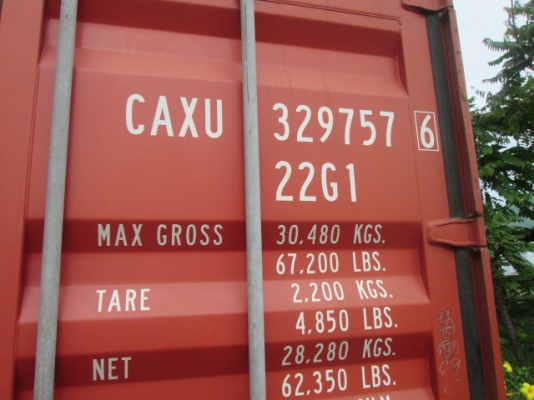 CAXU 329757 6
22G1
MAX GROSS 30,480 KGS.
67,200 LBS.
TARE 2,200 KGS.
4,850 LBS.
NET 28,280 KGS.
62,350 LBS.